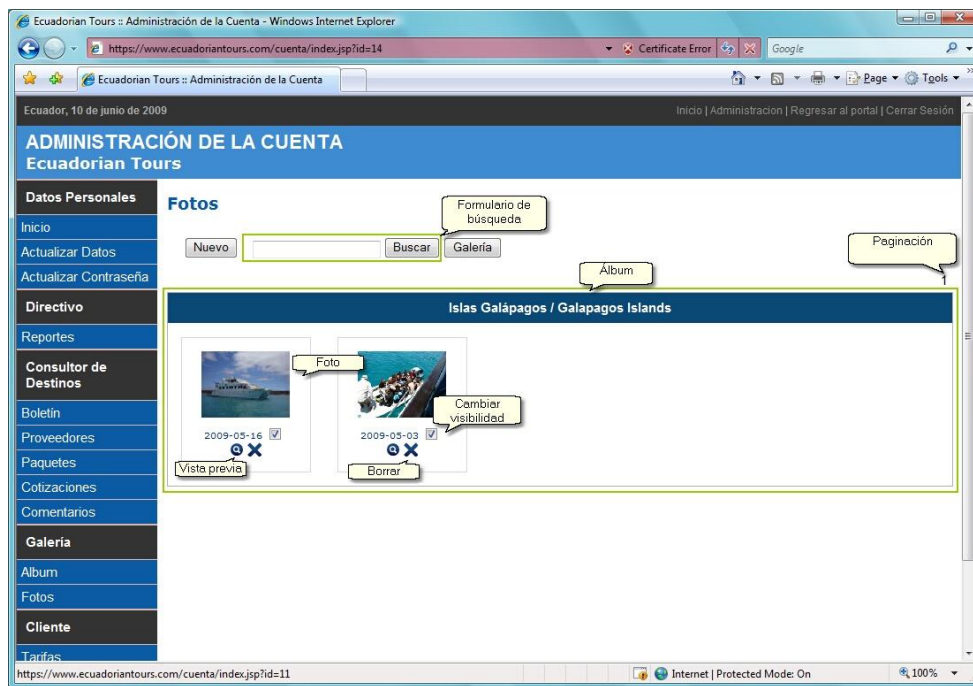 Ecuadorian Tours :: Administración de la Cuenta - Windows Internet Explorer
https://www.ecuadoriantours.com/cuenta/index.jsp?id=14
Certificate Error
Google
Ecuadorian Tours :: Administración de la Cuenta
Page
Tools
Ecuador, 10 de junio de 2009
Inicio | Administracion | Regresar al portal | Cerrar Sesión
ADMINISTRACIÓN DE LA CUENTA
Ecuadorian Tours
Datos Personales
Inicio
Actualizar Datos
Actualizar Contraseña
Directivo
Reportes
Consultor de
Destinos
Boletín
Proveedores
Paquetes
Cotizaciones
Comentarios
Galería
Album
Fotos
Cliente
Tarifas
Fotos
Formulario de
búsqueda
Nuevo
Buscar
Galería
Paginación
1
Álbum
Islas Galápagos / Galapagos Islands
Foto
Cambiar
visibilidad
2009-05-16
2009-05-03
Vista previa
Borrar
https://www.ecuadoriantours.com/cuenta/index.jsp?id=11
Internet | Protected Mode: On
100%